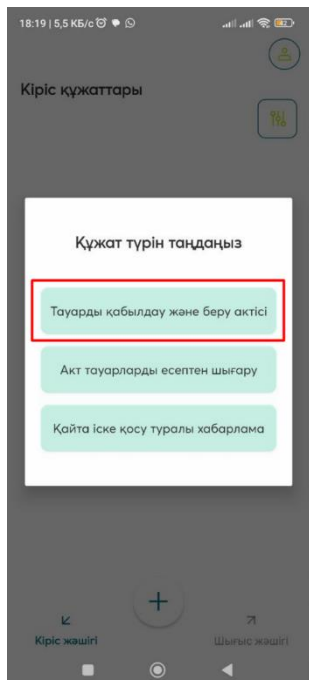 18:19 | 5,5 КБ/с
Кіріс құжаттары
Құжат түрін таңдаңыз
Тауарды қабылдау және беру актісі
Акт тауарларды есептен шығару
Қайта іске қосу туралы хабарлама
Кіріс жәшігі
Шығыс жәшігі